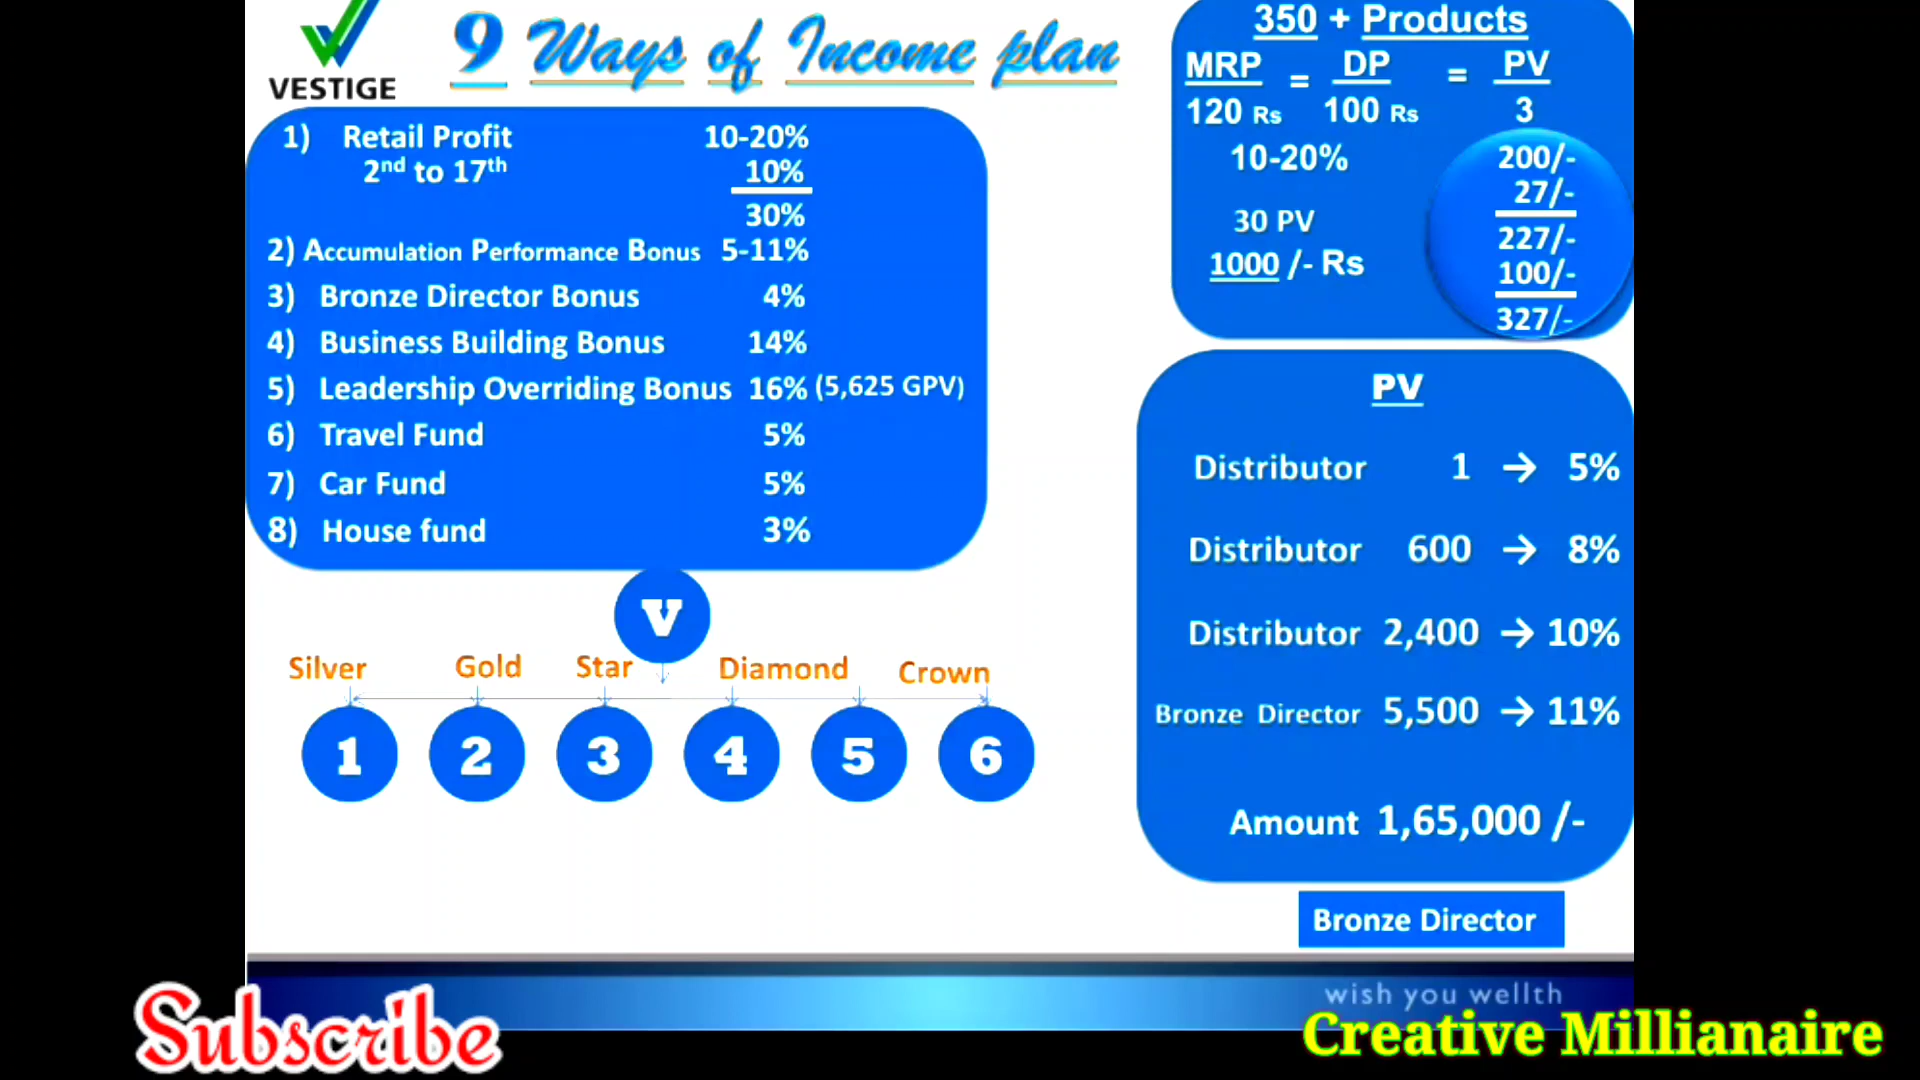 VESTIGE
9 Ways of Income plan
1) Retail Profit 10-20%
2nd to 17th 10%
30%
2) Accumulation Performance Bonus 5-11%
3) Bronze Director Bonus 4%
4) Business Building Bonus 14%
5) Leadership Overriding Bonus 16% (5,625 GPV)
6) Travel Fund 5%
7) Car Fund 5%
8) House fund 3%
V
Silver Gold Star Diamond Crown
1 2 3 4 5 6
350 + Products
MRP = DP = PV
120 Rs 100 Rs 3
10-20% 200/-
27/-
30 PV 227/-
1000 /- Rs 100/-
327/-
PV
Distributor 1 → 5%
Distributor 600 → 8%
Distributor 2,400 → 10%
Bronze Director 5,500 → 11%
Amount 1,65,000 /-
Bronze Director
wish you wellth
Subscribe
Creative Millianaire